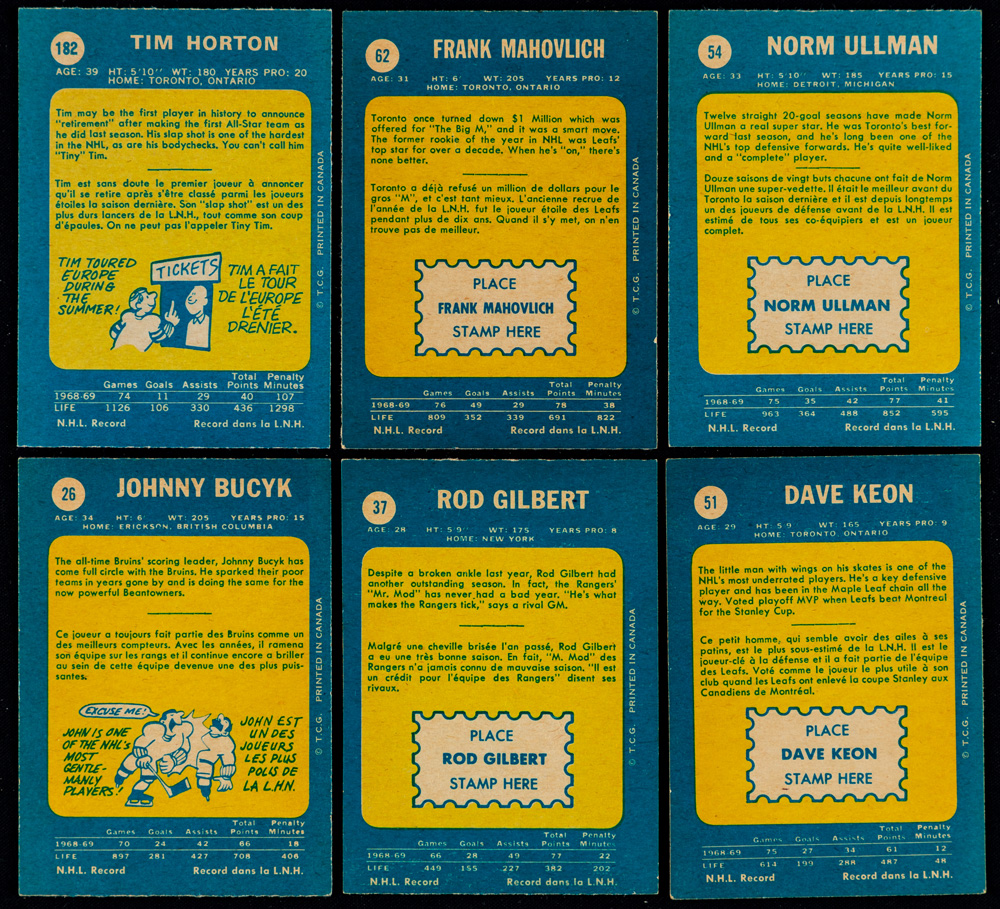 182
TIM HORTON
AGE: 39 HT: 5'10" WT: 180 YEARS PRO: 20
HOME: TORONTO, ONTARIO
Tim may be the first player in history to announce
"retirement" after making the first All-Star team as
he did last season. His slap shot is one of the hardest
in the NHL, as are his bodychecks. You can't call him
"Tiny" Tim.
Tim est sans doute le premier joueur à annoncer
qu'il se retire après s'être classé parmi les joueurs
étoiles la saison dernière. Son "slap shot" est un des
plus durs lancers de la L.N.H., tout comme son coup
d'épaules. On ne peut pas l'appeler Tiny Tim.
TIM TOURED
EUROPE
DURING
THE
SUMMER!
TICKETS
TIM A FAIT
LE TOUR
DE L'EUROPE
L'ÉTÉ
DRENIER.
Games Goals Assists Total Points Penalty Minutes
1968-69 74 11 29 40 107
LIFE 1126 106 330 436 1298
N.H.L. Record Record dans la L.N.H.
© T.C.G. PRINTED IN CANADA
62
FRANK MAHOVLICH
AGE: 31 HT: 6' WT: 205 YEARS PRO: 12
HOME: TORONTO, ONTARIO
Toronto once turned down $1 Million which was
offered for "The Big M," and it was a smart move.
The former rookie of the year in NHL was Leafs'
top star for over a decade. When he's "on," there's
none better.
Toronto a déjà refusé un million de dollars pour le
gros "M", et c'est tant mieux. L'ancienne recrue de
l'année de la L.N.H. fut le joueur étoile des Leafs
pendant plus de dix ans. Quand il s'y met, on n'en
trouve pas de meilleur.
PLACE
FRANK MAHOVLICH
STAMP HERE
Games Goals Assists Total Points Penalty Minutes
1968-69 76 49 29 78 38
LIFE 809 352 339 691 822
N.H.L. Record Record dans la L.N.H.
© T.C.G. PRINTED IN CANADA
54
NORM ULLMAN
AGE: 33 HT: 5'10" WT: 185 YEARS PRO: 15
HOME: DETROIT, MICHIGAN
Twelve straight 20-goal seasons have made Norm
Ullman a real super star. He was Toronto's best for-
ward last season, and he's long been one of the
NHL's top defensive forwards. He's quite well-liked
and a "complete" player.
Douze saisons de vingt buts chacune ont fait de Norm
Ullman une super-vedette. Il était le meilleur avant du
Toronto la saison dernière et il est depuis longtemps
un des joueurs de défense avant de la L.N.H. Il est
estimé de tous ses co-équipiers et est un joueur
complet.
PLACE
NORM ULLMAN
STAMP HERE
Games Goals Assists Total Points Penalty Minutes
1968-69 75 35 42 77 41
LIFE 963 364 488 852 595
N.H.L. Record Record dans la L.N.H.
© T.C.G. PRINTED IN CANADA
26
JOHNNY BUCYK
AGE: 34 HT: 6' WT: 205 YEARS PRO: 15
HOME: ERICKSON, BRITISH COLUMBIA
The all-time Bruins' scoring leader, Johnny Bucyk has
come full circle with the Bruins. He sparked their poor
teams in years gone by and is doing the same for the
now powerful Beantowners.
Ce joueur a toujours fait partie des Bruins comme un
des meilleurs compteurs. Avec les années, il ramena
son équipe sur les rangs et il continue encore a briller
au sein de cette équipe devenue une des plus puis-
santes.
EXCUSE ME!
JOHN IS ONE
OF THE NHL'S
MOST
GENTLE-
MANLY
PLAYERS!
JOHN EST
UN DES
JOUEURS
LES PLUS
POLIS DE
LA L.H.N.
Games Goals Assists Total Points Penalty Minutes
1968-69 70 24 42 66 18
LIFE 897 281 427 708 406
N.H.L. Record Record dans la L.N.H.
© T.C.G. PRINTED IN CANADA
37
ROD GILBERT
AGE: 28 HT: 5'9" WT: 175 YEARS PRO: 8
HOME: NEW YORK
Despite a broken ankle last year, Rod Gilbert had
another outstanding season. In fact, the Rangers'
"Mr. Mod" has never had a bad year. "He's what
makes the Rangers tick," says a rival GM.
Malgré une cheville brisée l'an passé, Rod Gilbert
a eu une très bonne saison. En fait, "M. Mod" des
Rangers n'a jamais connu de mauvaise saison. "Il est
un crédit pour l'équipe des Rangers" disent ses
rivaux.
PLACE
ROD GILBERT
STAMP HERE
Games Goals Assists Total Points Penalty Minutes
1968-69 66 28 49 77 22
LIFE 449 155 227 382 202
N.H.L. Record Record dans la L.N.H.
© T.C.G. PRINTED IN CANADA
51
DAVE KEON
AGE: 29 HT: 5'9 WT: 165 YEARS PRO: 9
HOME: TORONTO, ONTARIO
The little man with wings on his skates is one of the
NHL's most underrated players. He's a key defensive
player and has been in the Maple Leaf chain all the
way. Voted playoff MVP when Leafs beat Montreal
for the Stanley Cup.
Ce petit homme, qui semble avoir des ailes à ses
patins, est le plus sous-estimé de la L.N.H. Il est le
joueur-clé à la défense et il a fait partie de l'équipe
des Leafs. Voté comme le joueur le plus utile à son
club quand les Leafs ont enlevé la coupe Stanley aux
Canadiens de Montréal.
PLACE
DAVE KEON
STAMP HERE
Games Goals Assists Total Points Penalty Minutes
1968-69 75 27 34 61 12
LIFE 614 199 288 487 48
N.H.L. Record Record dans la L.N.H.
© T.C.G. PRINTED IN CANADA